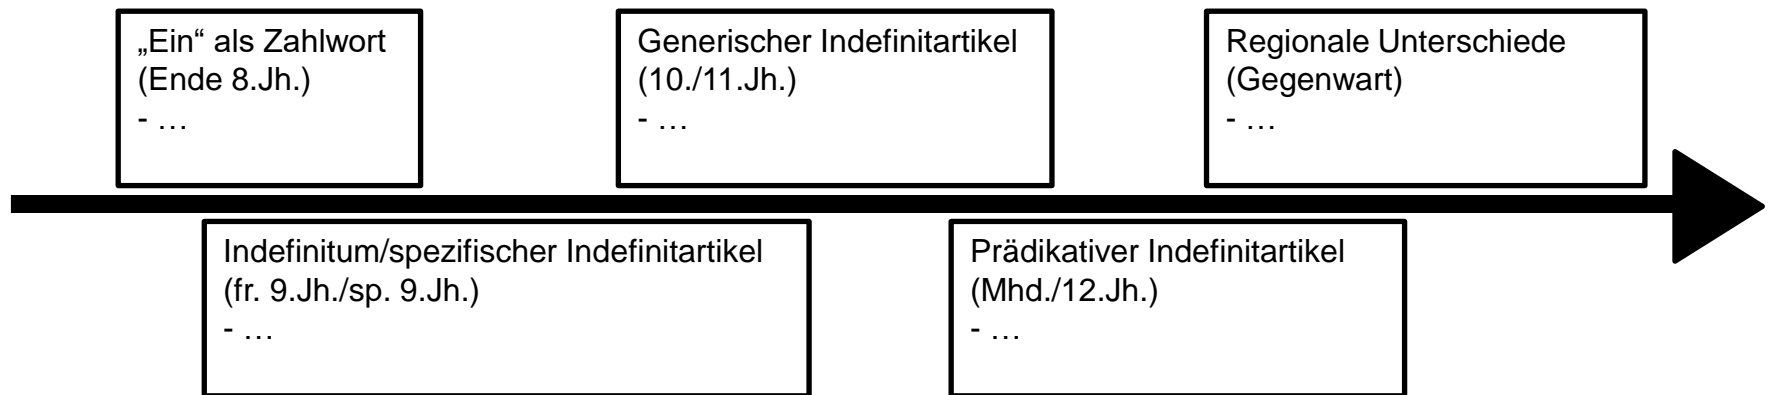 „Ein“ als Zahlwort
(Ende 8.Jh.)
- …
Indefinitum/spezifischer Indefinitartikel
(fr. 9.Jh./sp. 9.Jh.)
- …
Generischer Indefinitartikel
(10./11.Jh.)
- …
Prädikativer Indefinitartikel
(Mhd./12.Jh.)
- …
Regionale Unterschiede
(Gegenwart)
- …